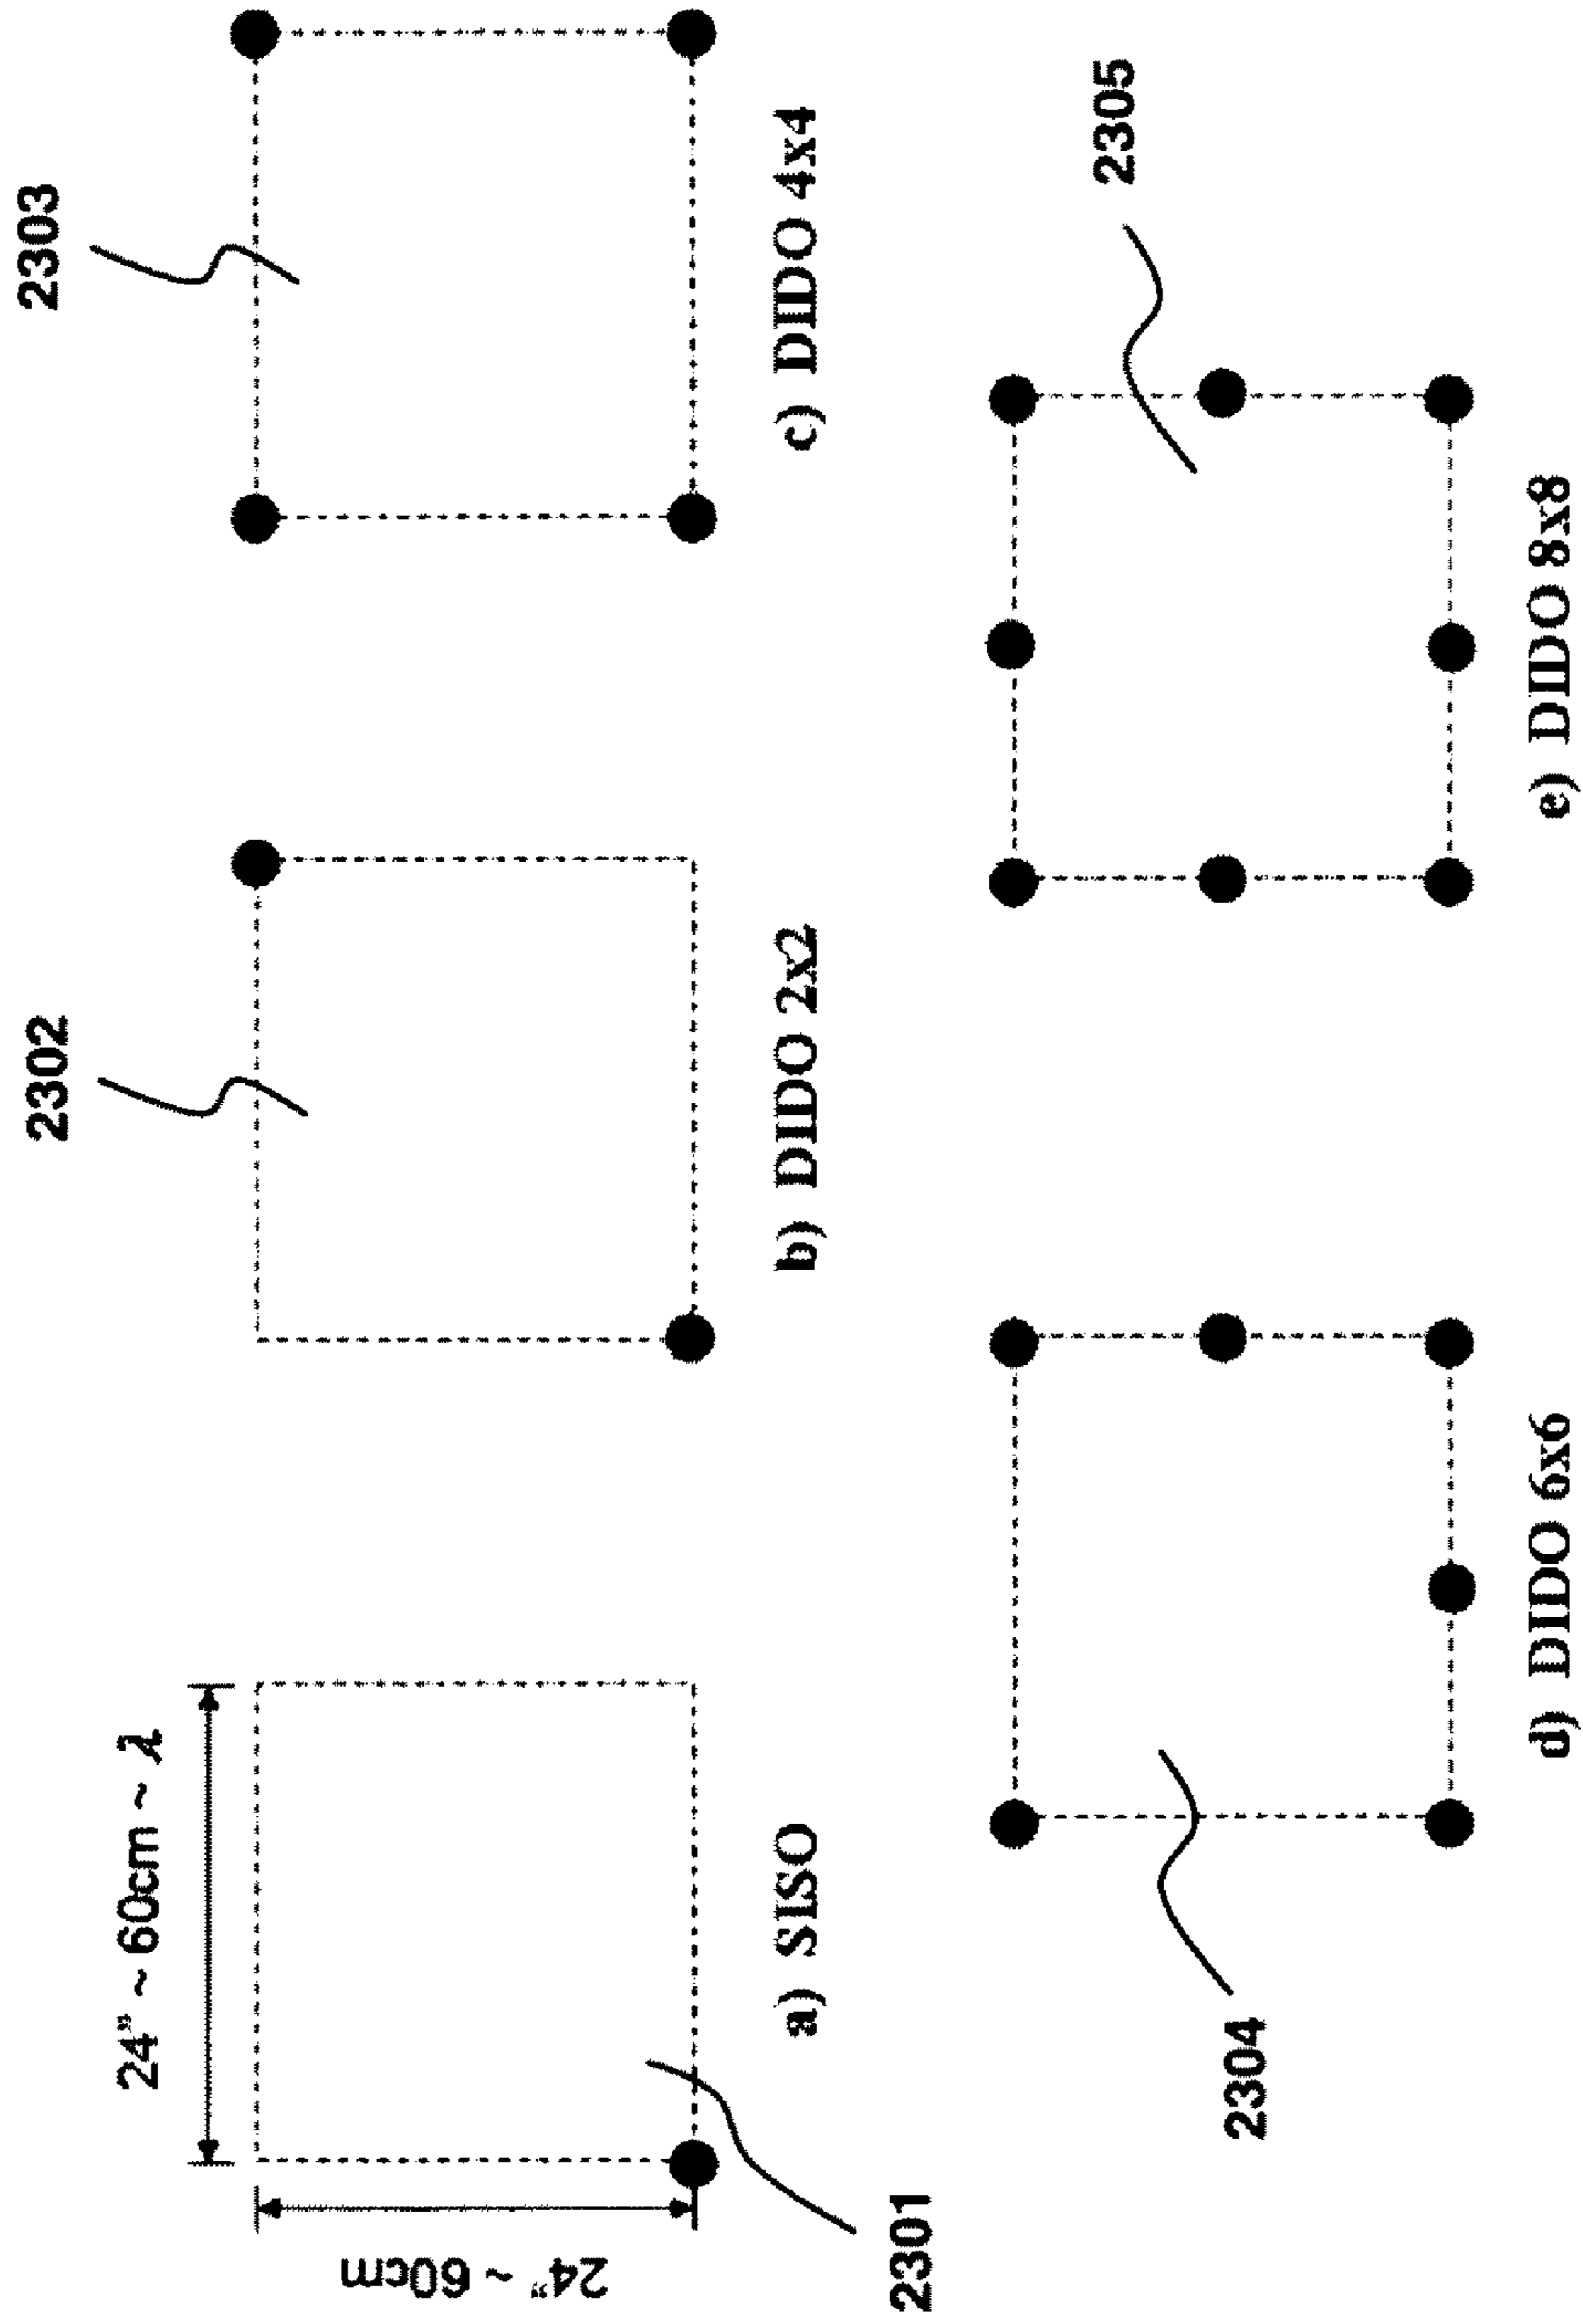 24" ~ 60cm ~ λ
24" ~ 60cm
2301
a) SISO
2302
b) DIDO 2x2
2303
c) DIDO 4x4
2304
d) DIDO 6x6
2305
e) DIDO 8x8